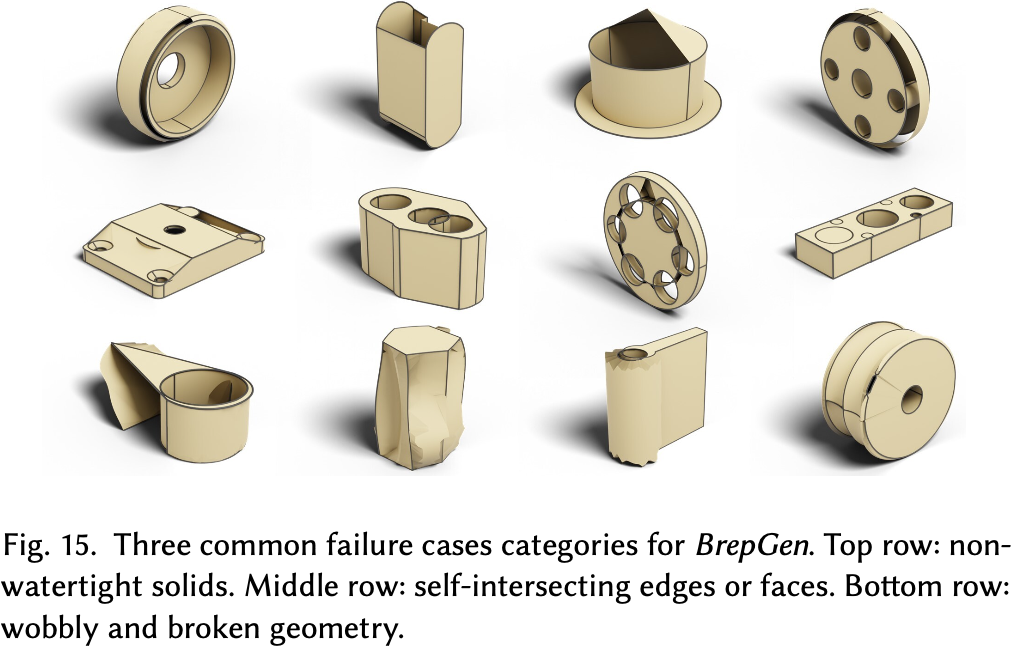 Fig. 15. Three common failure cases categories for BrepGen. Top row: non-
watertight solids. Middle row: self-intersecting edges or faces. Bottom row:
wobbly and broken geometry.